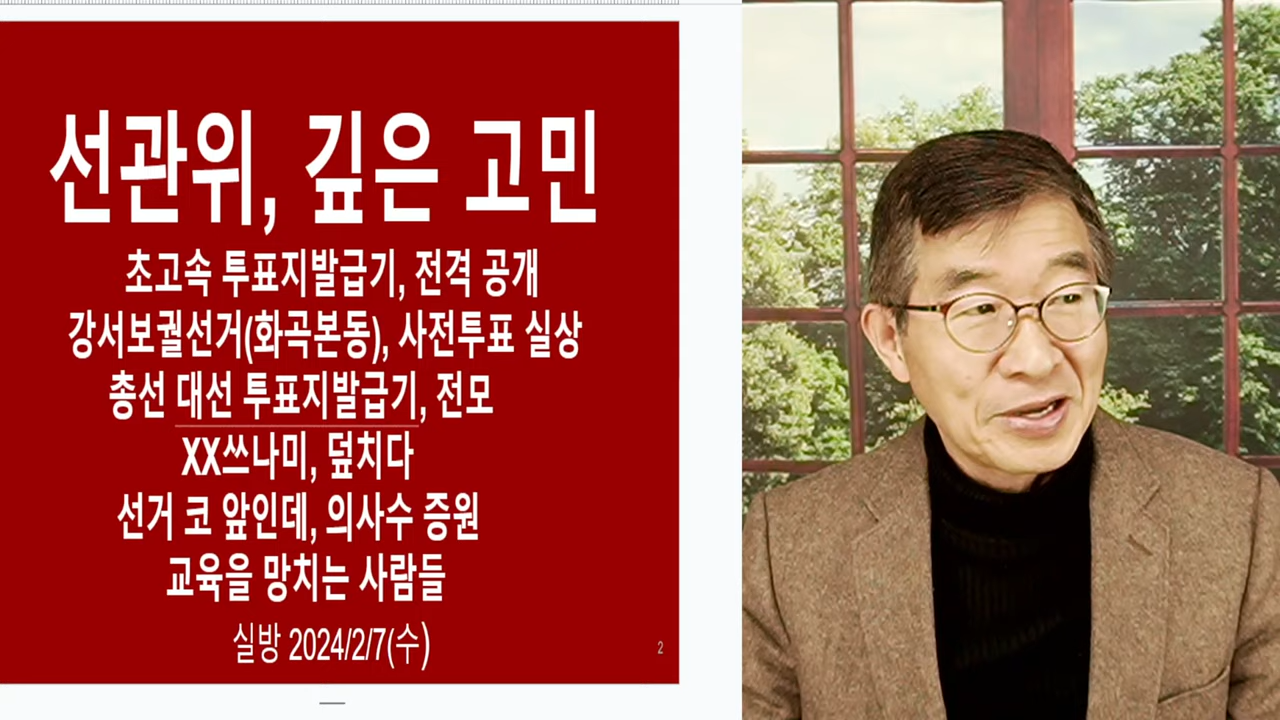 선관위, 깊은 고민
초고속 투표지발급기, 전격 공개
강서보궐선거(화곡본동), 사전투표 실상
총선 대선 투표지발급기, 전모
XX쓰나미, 덮치다
선거 코 앞인데, 의사수 증원
교육을 망치는 사람들
실방 2024/2/7(수)
2